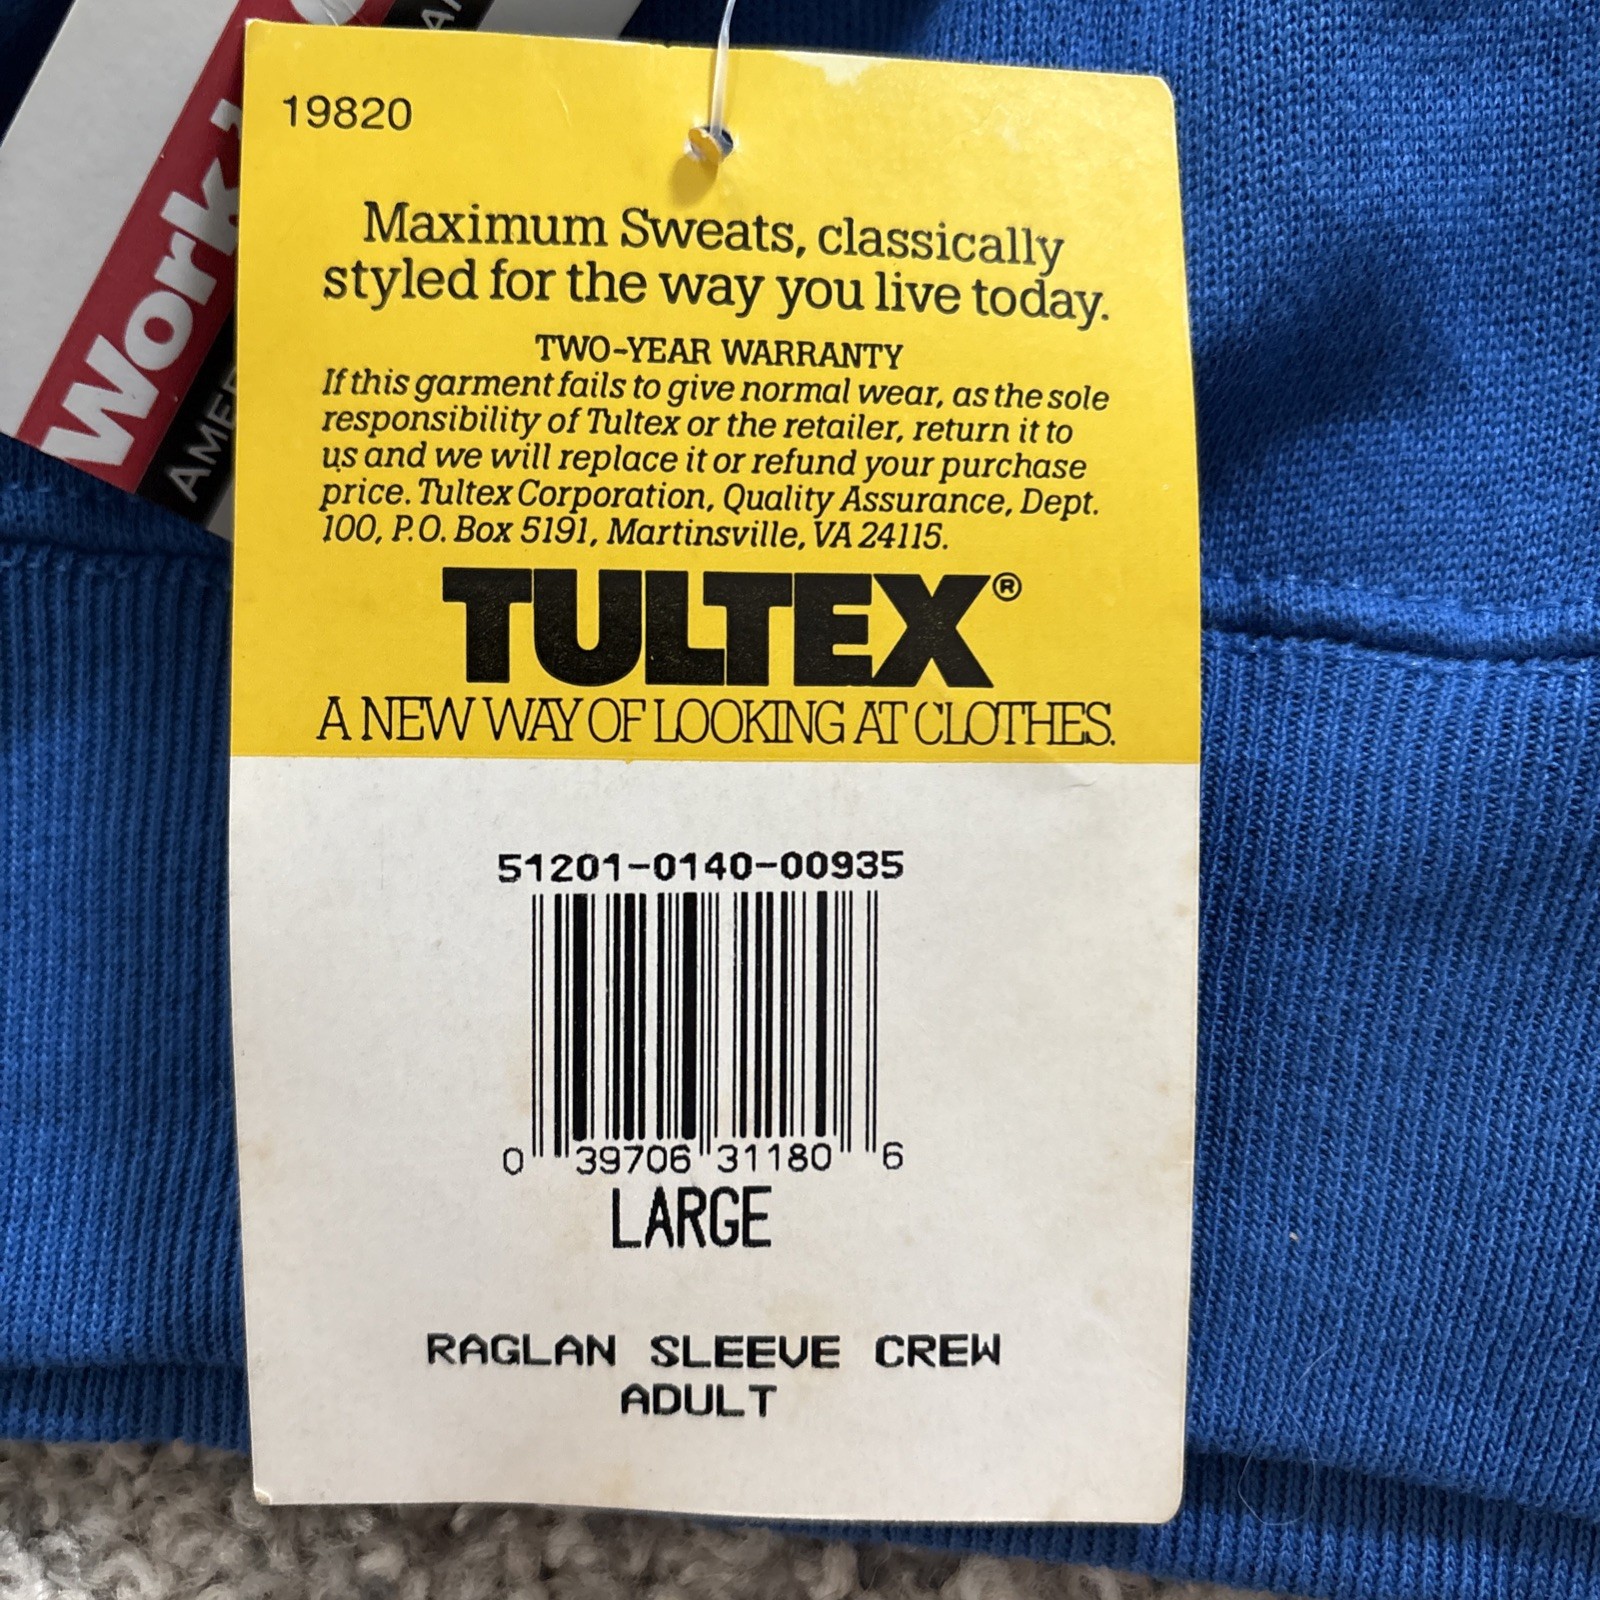 19820
Maximum Sweats, classically
styled for the way you live today.
TWO-YEAR WARRANTY
If this garment fails to give normal wear, as the sole
responsibility of Tultex or the retailer, return it to
us and we will replace it or refund your purchase
price. Tultex Corporation, Quality Assurance, Dept.
100, P.O. Box 5191, Martinsville, VA 24115.
TULTEX®
A NEW WAY OF LOOKING AT CLOTHES.
51201-0140-00935
0 39706 31180 6
LARGE
RAGLAN SLEEVE CREW
ADULT
Work